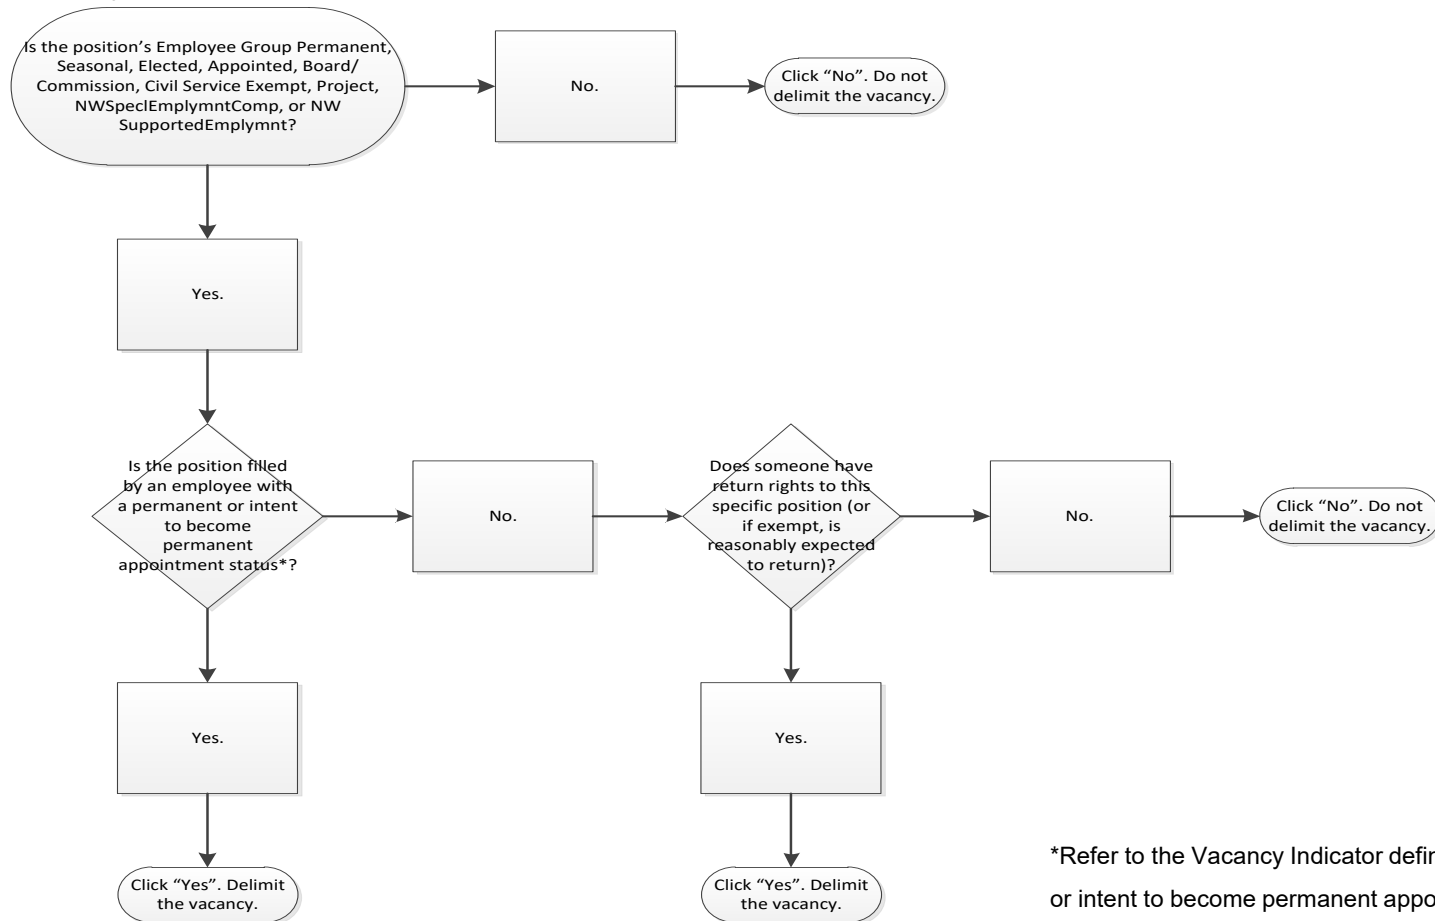 Is the position's Employee Group Permanent,
Seasonal, Elected, Appointed, Board/
Commission, Civil Service Exempt, Project,
NWSpeclEmplymntComp, or NW
SupportedEmplymnt?
No.
Click “No”. Do not
delimit the vacancy.
Yes.
Is the position filled
by an employee with
a permanent or intent
to become
permanent
appointment status*?
No.
Does someone have
return rights to this
specific position (or
if exempt, is
reasonably expected
to return)?
No.
Click “No”. Do not
delimit the vacancy.
Yes.
Yes.
Click “Yes”. Delimit
the vacancy.
Click “Yes”. Delimit
the vacancy.
*Refer to the Vacancy Indicator
or intent to become permanent